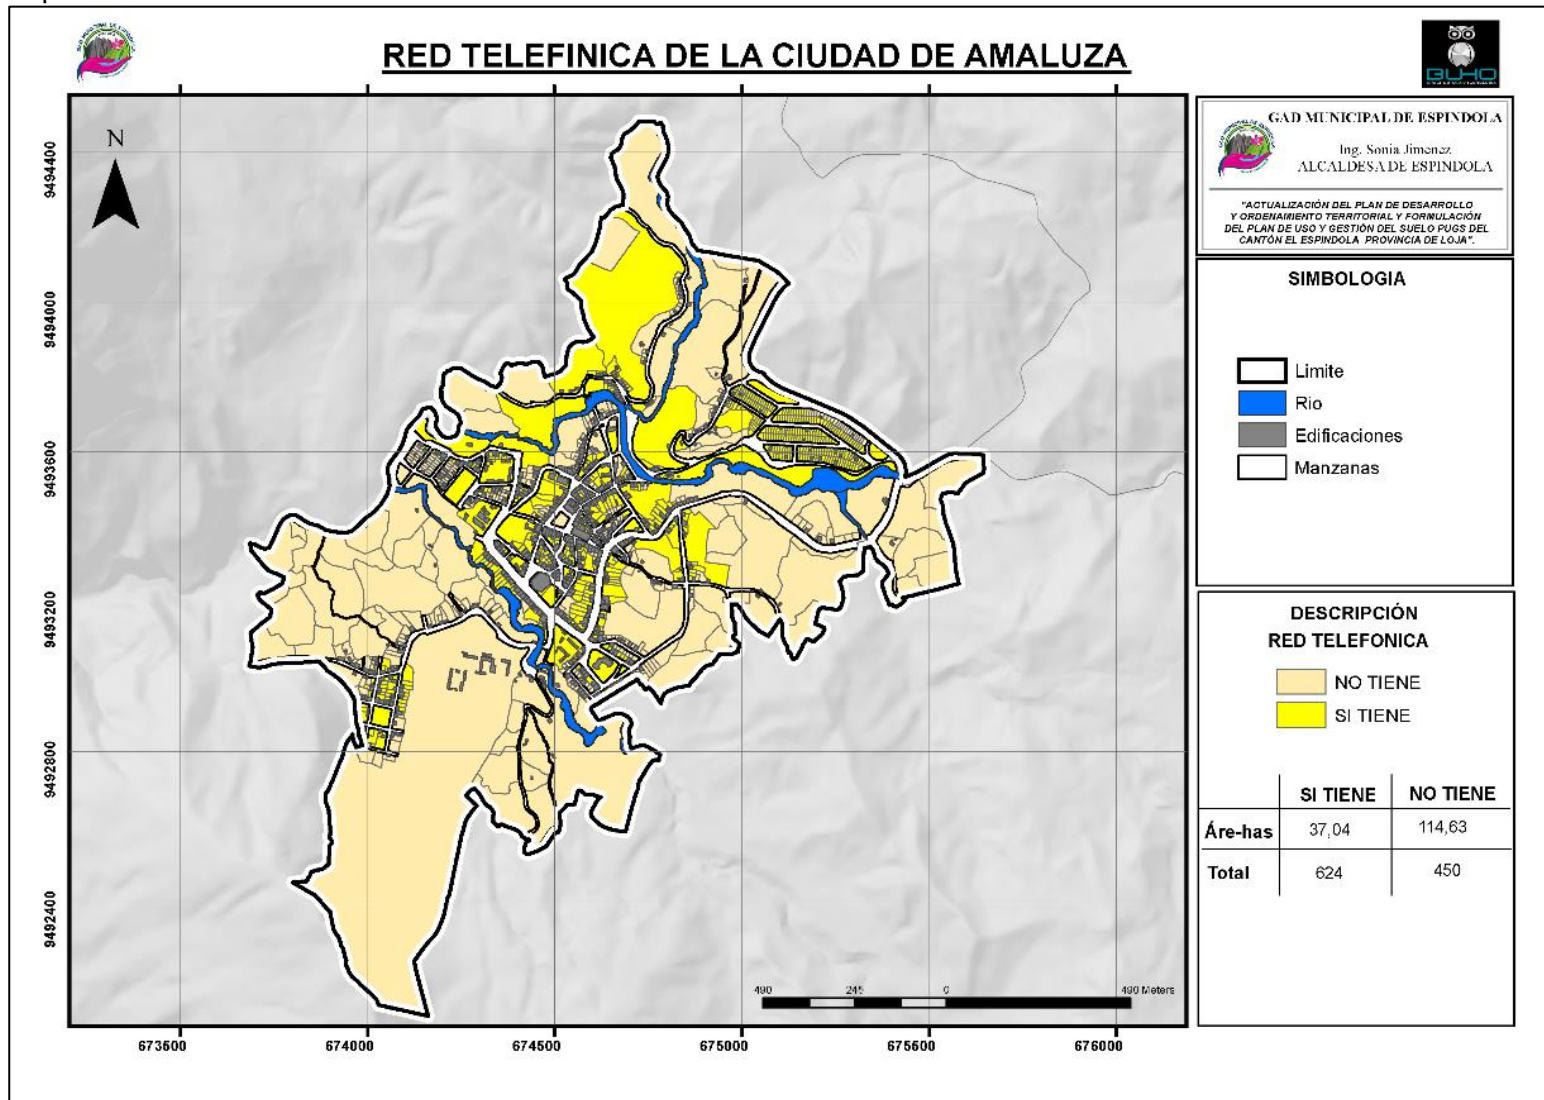 RED TELEFINICA DE LA CIUDAD DE AMALUZA
BUHO
GAD MUNICIPAL DE ESPINDOLA
Ing. Sonia Jimenez
ALCALDESA DE ESPINDOLA
"ACTUALIZACIÓN DEL PLAN DE DESARROLLO
Y ORDENAMIENTO TERRITORIAL Y FORMULACIÓN
DEL PLAN DE USO Y GESTIÓN DEL SUELO PUGS DEL
CANTÓN EL ESPINDOLA PROVINCIA DE LOJA".
SIMBOLOGIA
Limite
Rio
Edificaciones
Manzanas
DESCRIPCIÓN
RED TELEFONICA
NO TIENE
SI TIENE
SI TIENE NO TIENE
Áre-has 37,04 114,63
Total 624 450
N
9494400
9494000
9493600
9493200
9492800
9492400
490 245 0 490 Meters
673500 674000 674500 675000 675500 676000